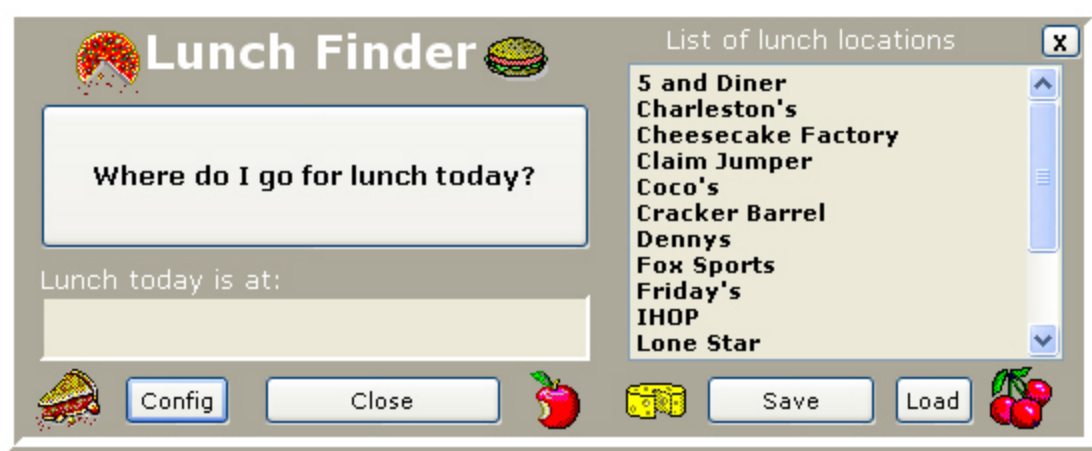 Lunch Finder
Where do I go for lunch today?
Lunch today is at:
Config
Close
List of lunch locations
X
5 and Diner
Charleston's
Cheesecake Factory
Claim Jumper
Coco's
Cracker Barrel
Dennys
Fox Sports
Friday's
IHOP
Lone Star
Save
Load